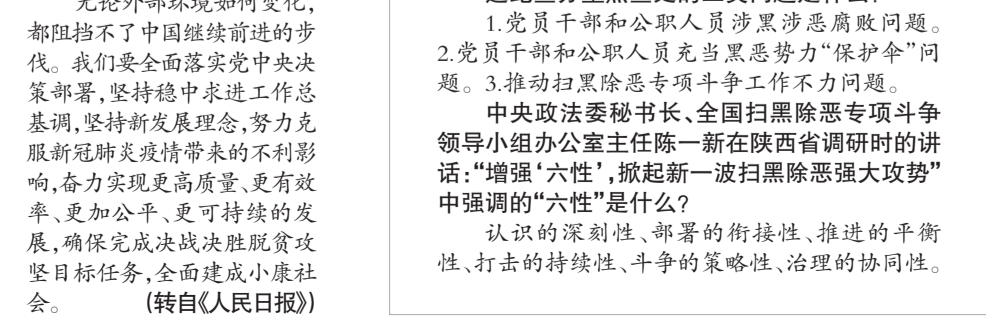 无论外部环境如何变化，
都阻挡不了中国继续前进的步
伐。我们要全面落实党中央决
策部署,坚持稳中求进工作总
基调,坚持新发展理念,努力克
服新冠肺炎疫情带来的不利影
响,奋力实现更高质量、更有效
率、更加公平、更可持续的发
展,确保完成决战决胜脱贫攻
坚目标任务,全面建成小康社
会。 (转自《人民日报》)
1.党员干部和公职人员涉黑涉恶腐败问题。
2.党员干部和公职人员充当黑恶势力“保护伞”问
题。3.推动扫黑除恶专项斗争工作不力问题。
中央政法委秘书长、全国扫黑除恶专项斗争
领导小组办公室主任陈一新在陕西省调研时的讲
话:“增强‘六性’,掀起新一波扫黑除恶强大攻势”
中强调的“六性”是什么?
认识的深刻性、部署的衔接性、推进的平衡
性、打击的持续性、斗争的策略性、治理的协同性。